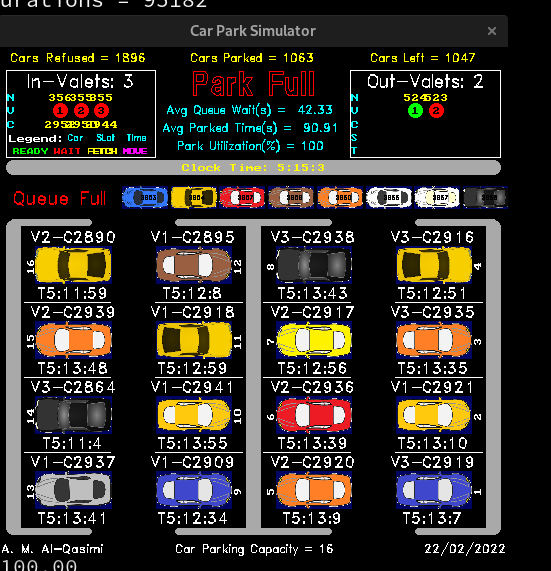 urations = 95182
Car Park Simulator ×
Cars Refused = 1896 Cars Parked = 1063 Cars Left = 1047
In-Valets: 3 Park Full Out-Valets: 2
N
U 1 2 3 1 2
C
Avg Queue Wait(s) = 42.33
Avg Parked Time(s) = 90.91
Park Utilization(%) = 100
Legend: Car SLot Time S
READY WAIT FETCH MOVE T
Clock Time: 5:15:3
Queue Full
V2-C2890 V1-C2895 V3-C2938 V3-C2916
16 12 8 4
T5:11:59 T5:12:8 T5:13:43 T5:12:51
V2-C2939 V1-C2918 V2-C2917 V3-C2935
15 11 7 3
T5:13:48 T5:12:59 T5:12:56 T5:13:35
V3-C2864 V1-C2941 V2-C2936 V1-C2921
14 10 6 2
T5:11:4 T5:13:55 T5:13:39 T5:13:10
V1-C2937 V1-C2909 V2-C2920 V3-C2919
13 9 5 1
T5:13:41 T5:12:34 T5:13:9 T5:13:7
A. M. Al-Qasimi Car Parking Capacity = 16 22/02/2022
100.00